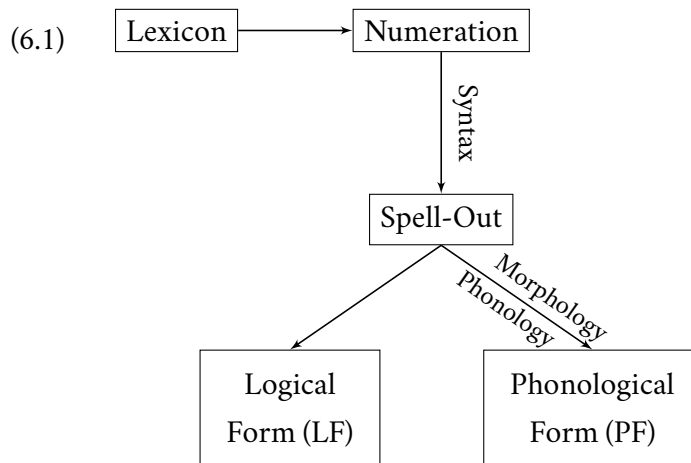 (6.1) Lexicon Numeration
Syntax
Spell-Out
Morphology
Phonology
Logical Phonological
Form (LF) Form (PF)